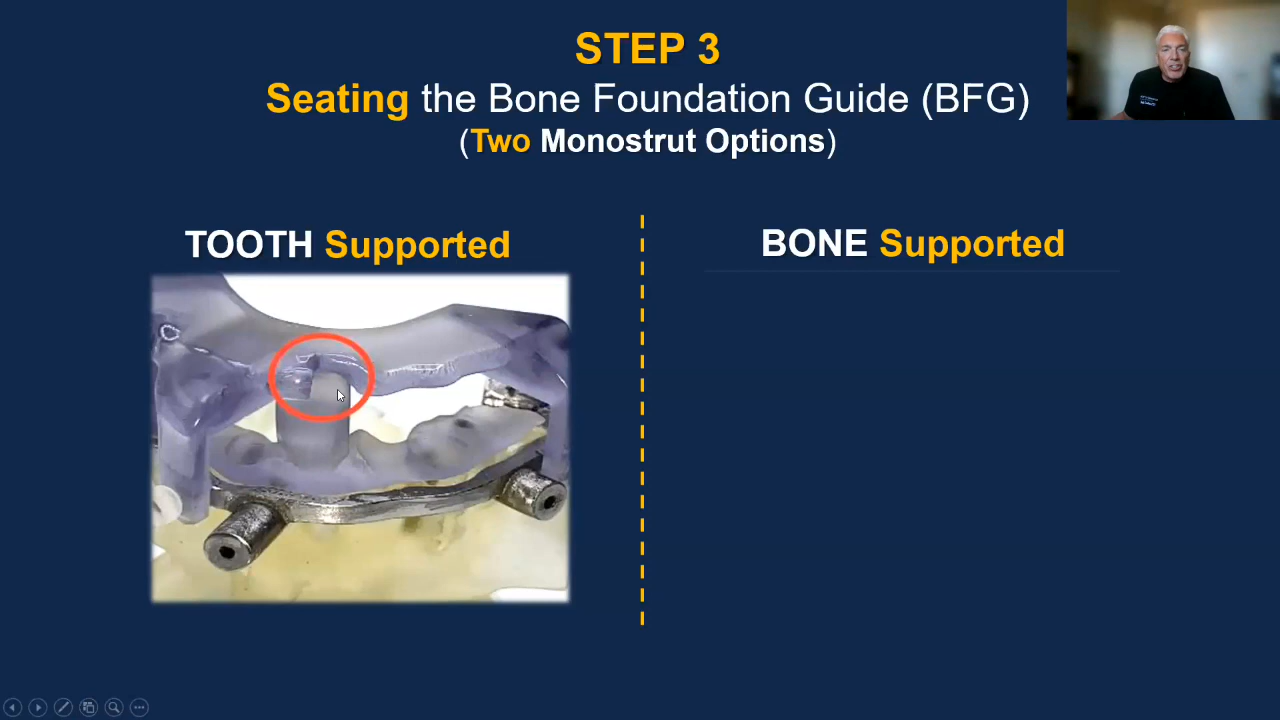 STEP 3
Seating the Bone Foundation Guide (BFG)
(Two Monostrut Options)
TOOTH Supported
BONE Supported